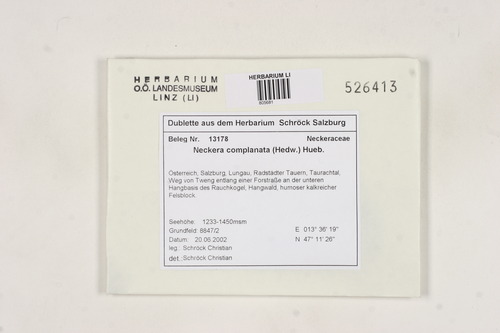 HERBARIUM
O.Ö. LANDESMUSEUM
LINZ (LI)
HERBARIUM LI
526413
Dublette aus dem Herbarium Schröck Salzburg
Beleg Nr. 13178 Neckeraceae
Neckera complanata (Hedw.) Hueb.
Österreich, Salzburg, Lungau, Radstädter Tauern, Taurachtal,
Weg von Tweng entlang einer Forstraße an der unteren
Hangbasis des Rauchkogel, Hangwald, humoser kalkreicher
Felsblock.
Seehöhe: 1233-1450msm
Grundfeld: 8847/2
E 013° 36' 19"
Datum: 20.06.2002
N 47° 11' 26"
leg.: Schröck Christian
det.: Schröck Christian